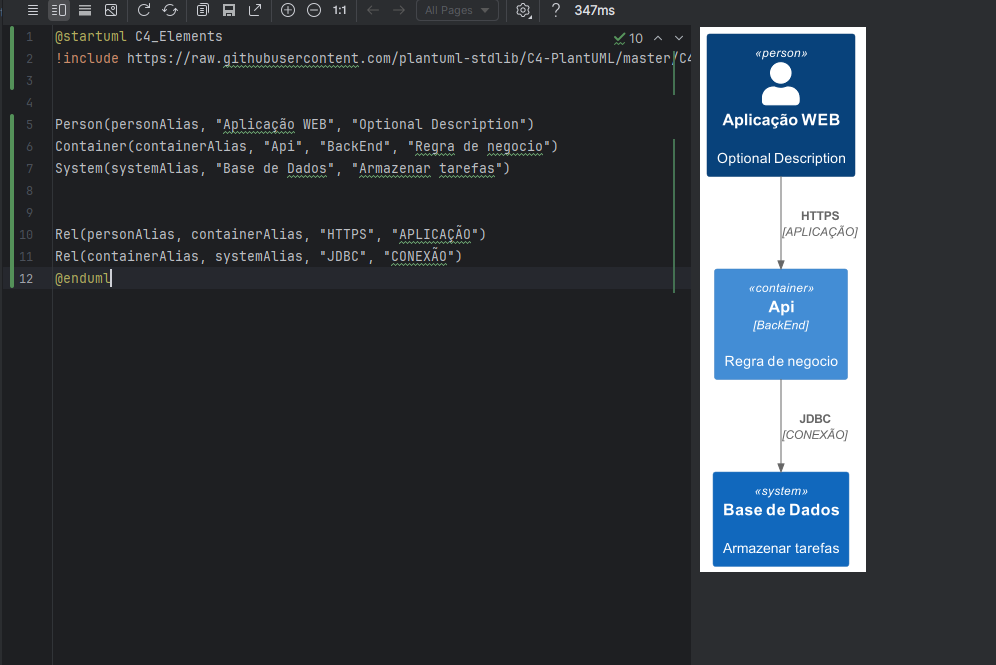 1:1
All Pages
?
347ms
10
1 @startuml C4_Elements
2 !include https://raw.githubusercontent.com/plantuml-stdlib/C4-PlantUML/master/C4
3
4
5 Person(personAlias, "Aplicação WEB", "Optional Description")
6 Container(containerAlias, "Api", "BackEnd", "Regra de negocio")
7 System(systemAlias, "Base de Dados", "Armazenar tarefas")
8
9
10 Rel(personAlias, containerAlias, "HTTPS", "APLICAÇÃO")
11 Rel(containerAlias, systemAlias, "JDBC", "CONEXÃO")
12 @enduml
«person»
Aplicação WEB
Optional Description
HTTPS
[APLICAÇÃO]
«container»
Api
[BackEnd]
Regra de negocio
JDBC
[CONEXÃO]
«system»
Base de Dados
Armazenar tarefas